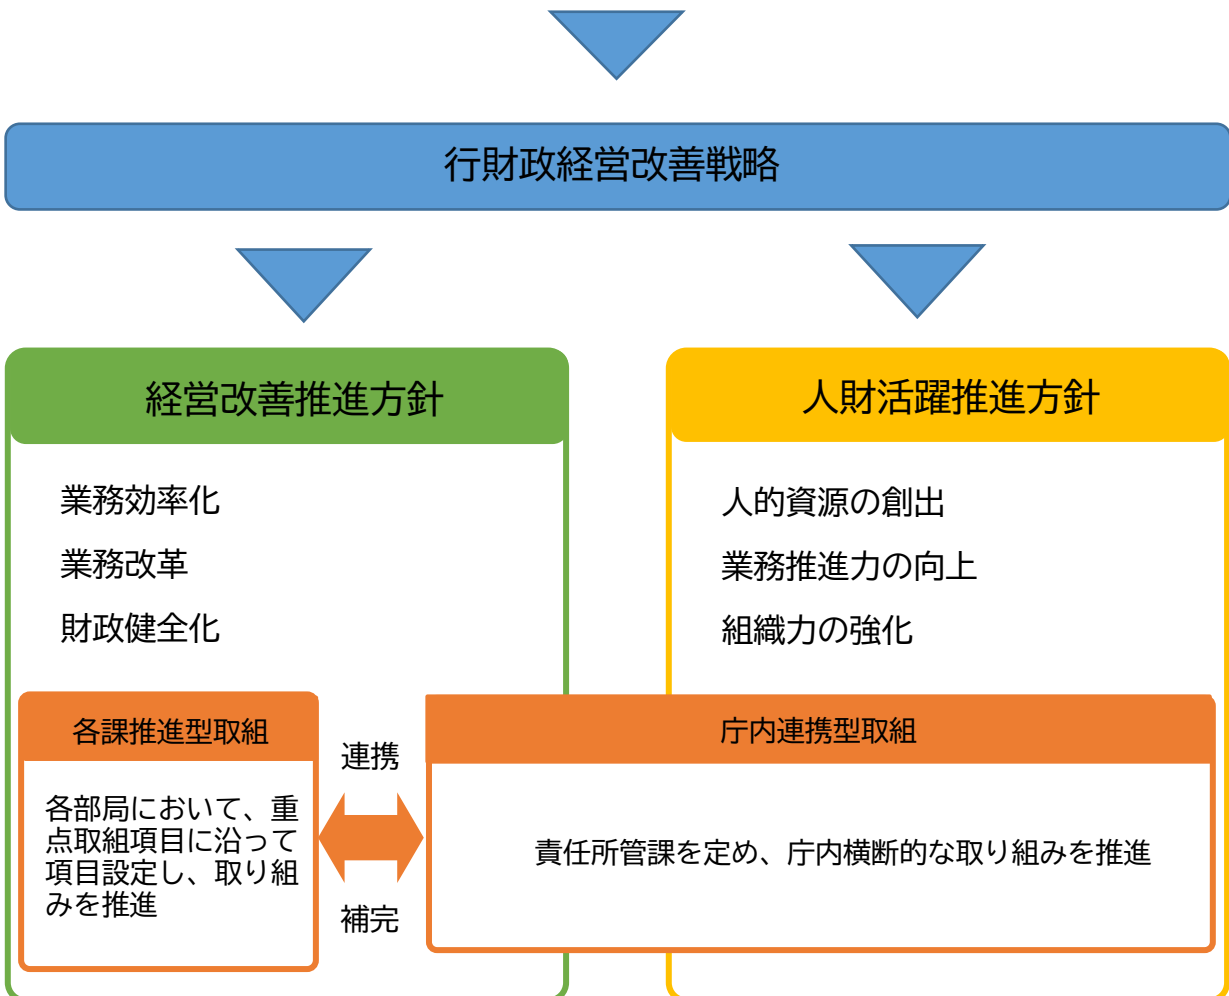 行財政経営改善戦略
経営改善推進方針
業務効率化
業務改革
財政健全化
人財活躍推進方針
人的資源の創出
業務推進力の向上
組織力の強化
各課推進型取組
各部局において、重
点取組項目に沿って
項目設定し、取り組
みを推進
連携
補完
庁内連携型取組
責任所管課を定め、庁内横断的な取り組みを推進